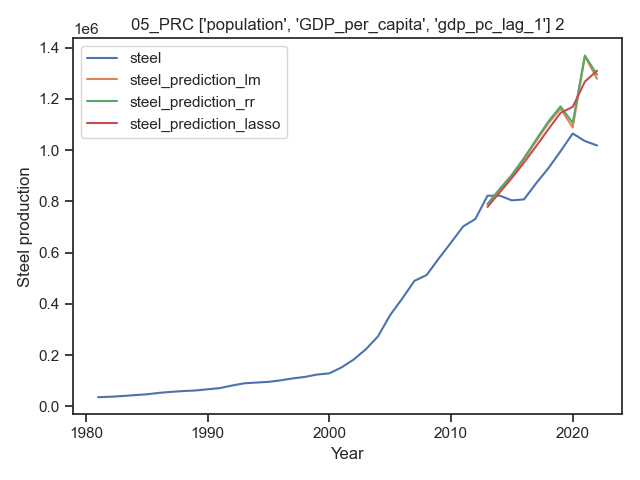 05_PRC ['population', 'GDP_per_capita', 'gdp_pc_lag_1'] 2
1e6
1.4
1.2
1.0
0.8
0.6
0.4
0.2
0.0
Steel production
steel
steel_prediction_lm
steel_prediction_rr
steel_prediction_lasso
1980
1990
2000
2010
2020
Year